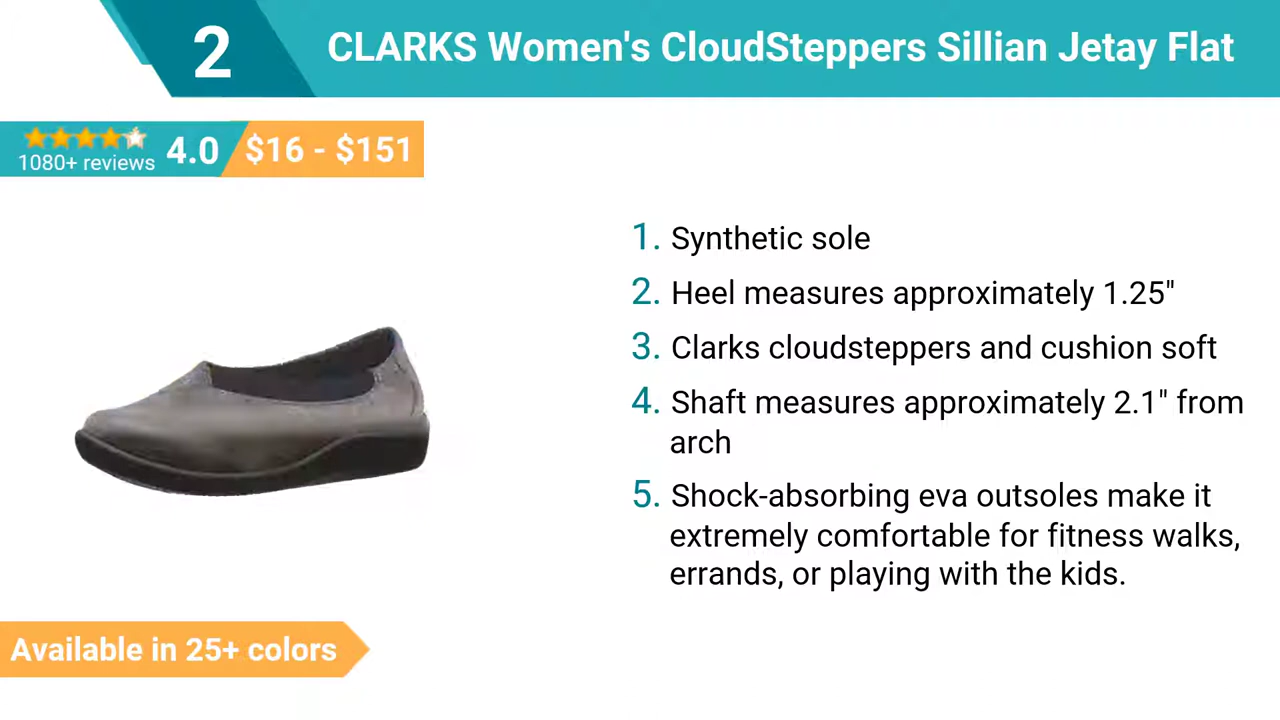 2
CLARKS Women's CloudSteppers Sillian Jetay Flat
1080+ reviews
4.0
$16 - $151
1. Synthetic sole
2. Heel measures approximately 1.25"
3. Clarks cloudsteppers and cushion soft
4. Shaft measures approximately 2.1" from
arch
5. Shock-absorbing eva outsoles make it
extremely comfortable for fitness walks,
errands, or playing with the kids.
Available in 25+ colors